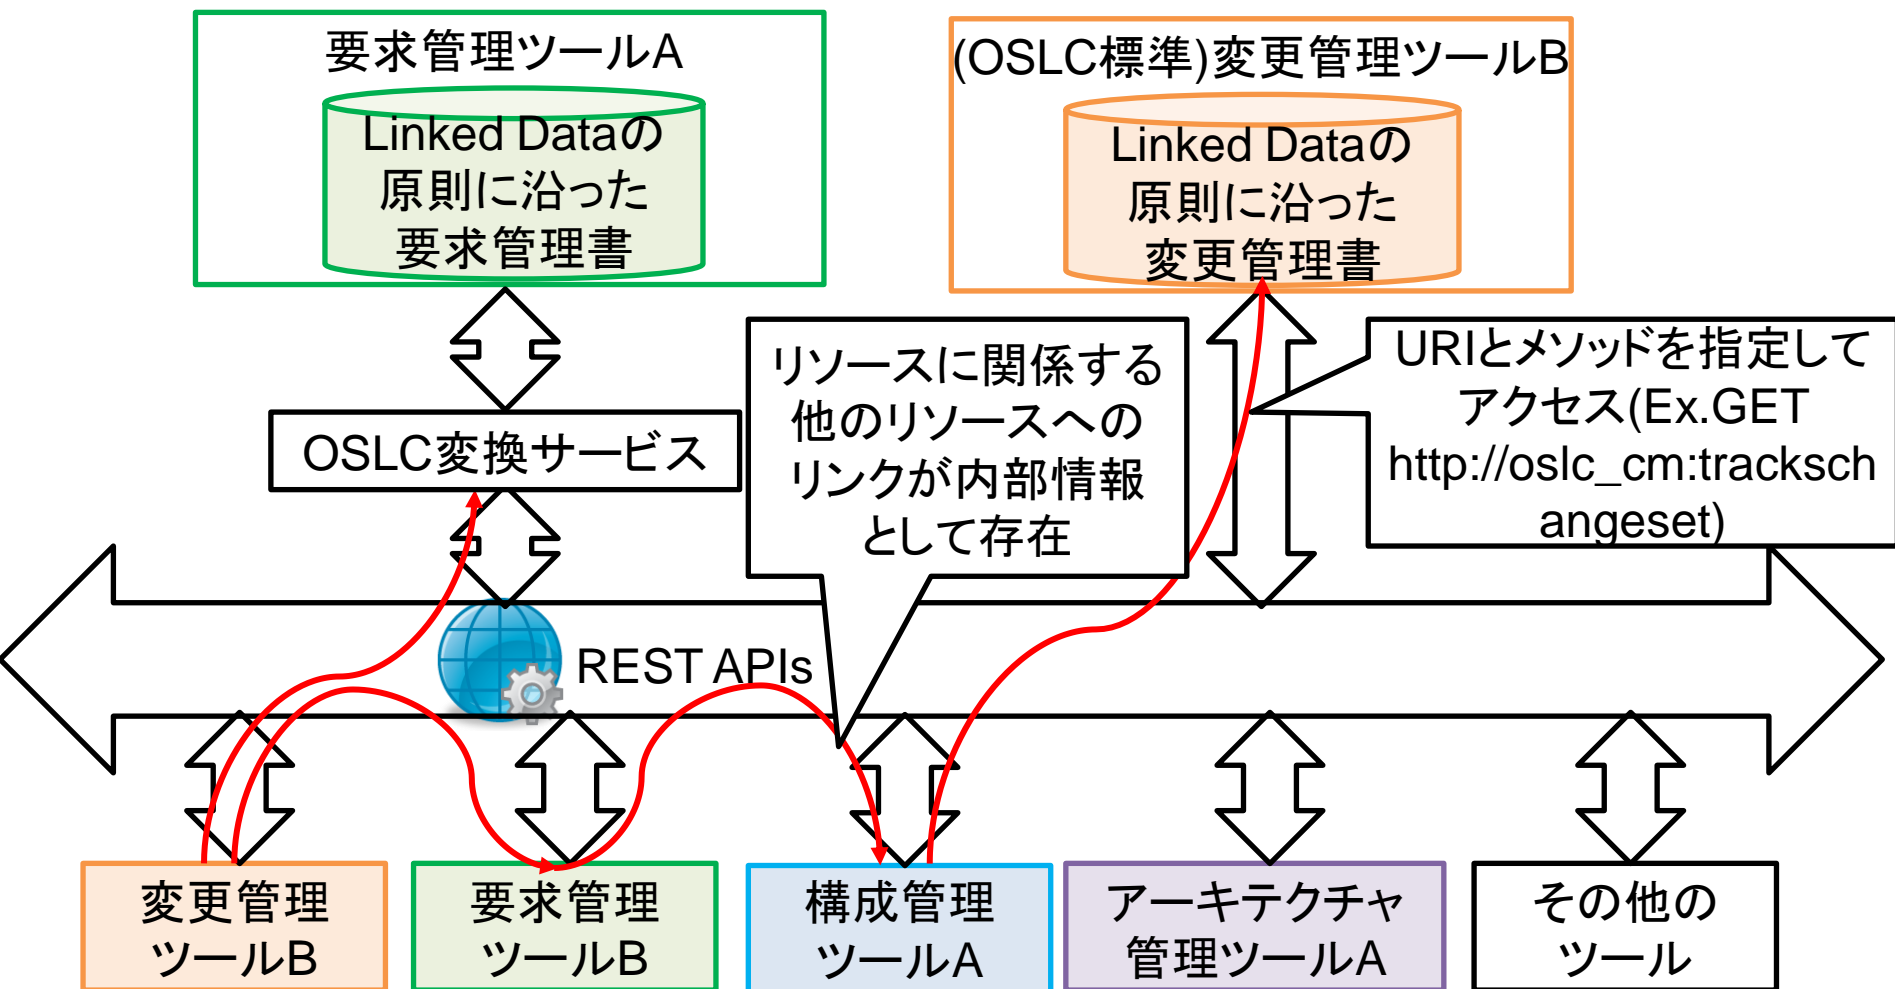 要求管理ツールA
Linked Dataの
原則に沿った
要求管理書
(OSLC標準)変更管理ツールB
Linked Dataの
原則に沿った
変更管理書
OSLC変換サービス
リソースに関係する
他のリソースへの
リンクが内部情報
として存在
URIとメソッドを指定して
アクセス(Ex.GET
http://oslc_cm:tracksch
angeset)
REST APIs
変更管理
ツールB
要求管理
ツールB
構成管理
ツールA
アーキテクチャ
管理ツールA
その他の
ツール